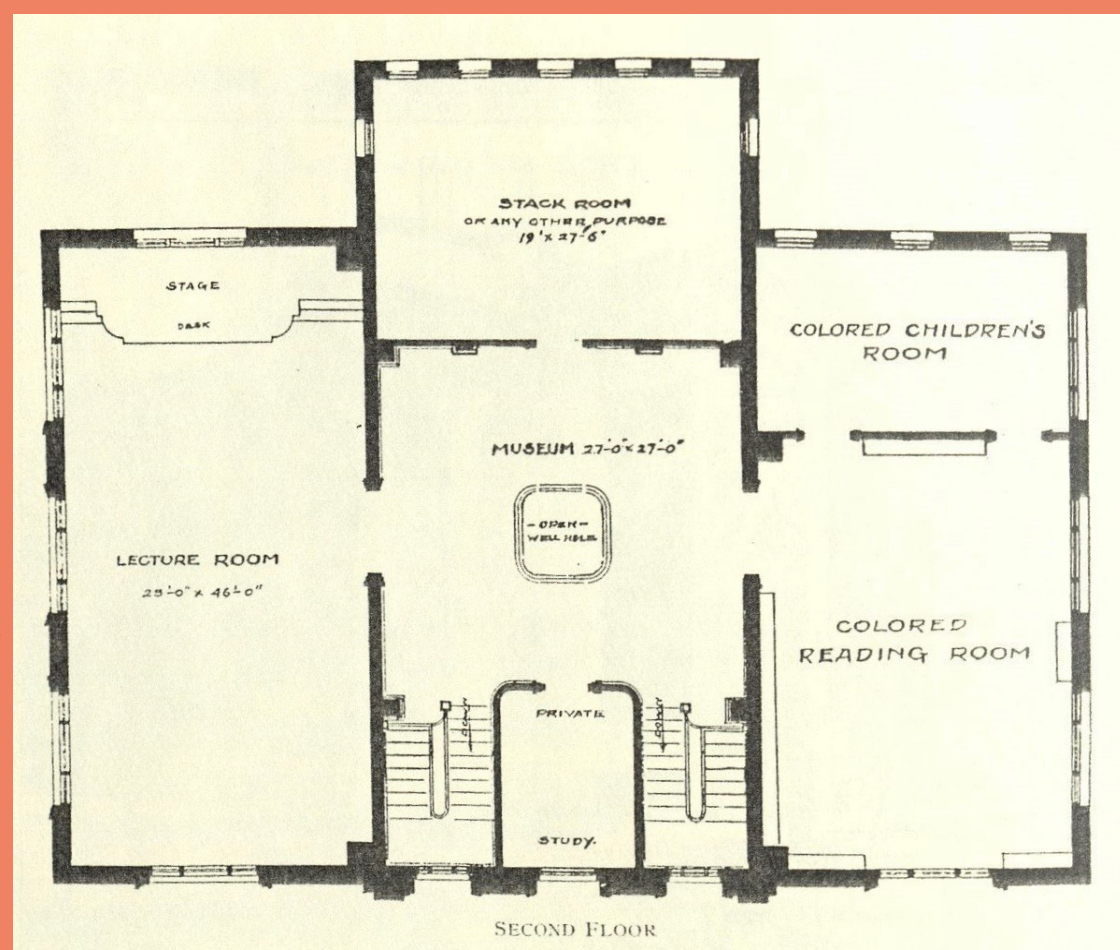 STACK ROOM
OR ANY OTHER PURPOSE
19' x 27'-6"
STAGE
DESK
COLORED CHILDREN'S
ROOM
MUSEUM 27'-0" x 27'-0"
-OPEN-
WELL HOLE
LECTURE ROOM
25'-0" x 46'-0"
COLORED
READING ROOM
DOWN
PRIVATE
DOWN
STUDY.
SECOND FLOOR